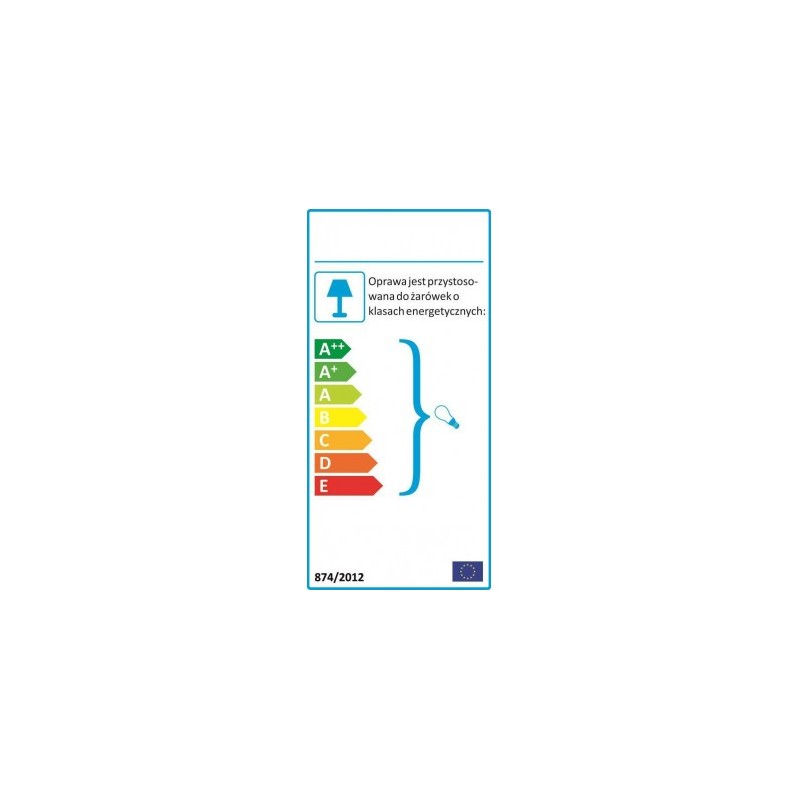 Oprawa jest przystoso-
wana do żarówek o
klasach energetycznych:
A++
A+
A
B
C
D
E
874/2012